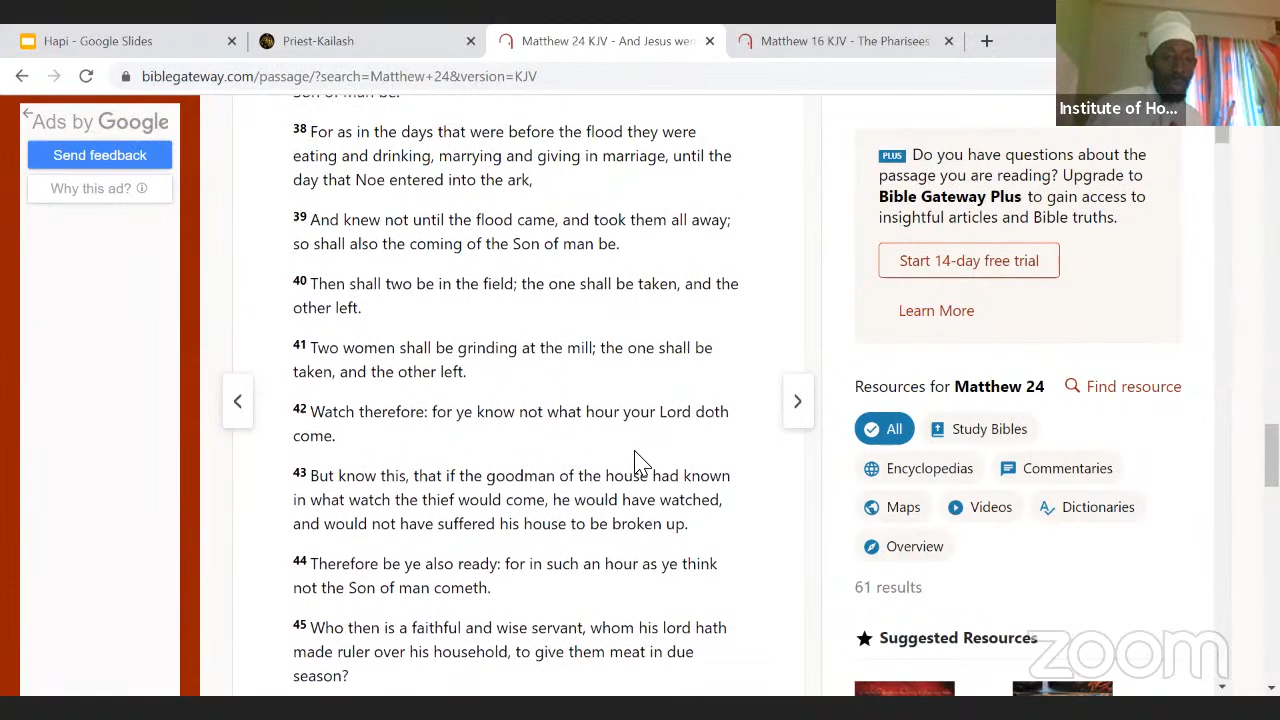 Hapi - Google Slides
Priest-Kailash
Matthew 24 KJV - And Jesus wen
Matthew 16 KJV - The Pharisees
biblegateway.com/passage/?search=Matthew+24&version=KJV
Institute of Ho...
Ads by Google
Send feedback
Why this ad?
Son of man be.
38 For as in the days that were before the flood they were
eating and drinking, marrying and giving in marriage, until the
day that Noe entered into the ark,
39 And knew not until the flood came, and took them all away;
so shall also the coming of the Son of man be.
40 Then shall two be in the field; the one shall be taken, and the
other left.
41 Two women shall be grinding at the mill; the one shall be
taken, and the other left.
42 Watch therefore: for ye know not what hour your Lord doth
come.
43 But know this, that if the goodman of the house had known
in what watch the thief would come, he would have watched,
and would not have suffered his house to be broken up.
44 Therefore be ye also ready: for in such an hour as ye think
not the Son of man cometh.
45 Who then is a faithful and wise servant, whom his lord hath
made ruler over his household, to give them meat in due
season?
PLUS Do you have questions about the
passage you are reading? Upgrade to
Bible Gateway Plus to gain access to
insightful articles and Bible truths.
Start 14-day free trial
Learn More
Resources for Matthew 24
Find resource
All
Study Bibles
Encyclopedias
Commentaries
Maps
Videos
Dictionaries
Overview
61 results
Suggested Resources
zoom